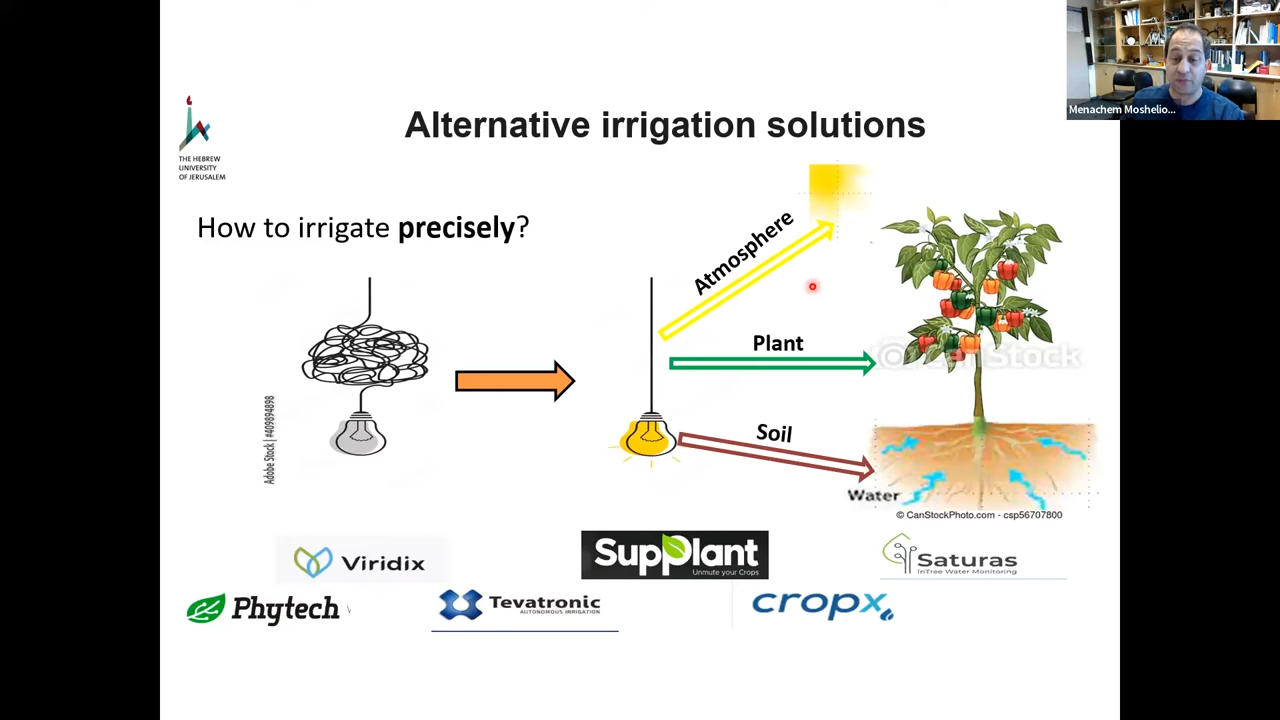 Menachem Moshelio...
Alternative irrigation solutions
THE HEBREW
UNIVERSITY
OF JERUSALEM
How to irrigate precisely?
Atmosphere
Plant
CanStock
Soil
Adobe Stock | #409894898
Water
© CanStockPhoto.com - csp56707800
Viridix
SupPlant
Unmute your Crops
Saturas
InTree Water Monitoring
Phytech
Tevatronic
AUTONOMOUS IRRIGATION
cropx